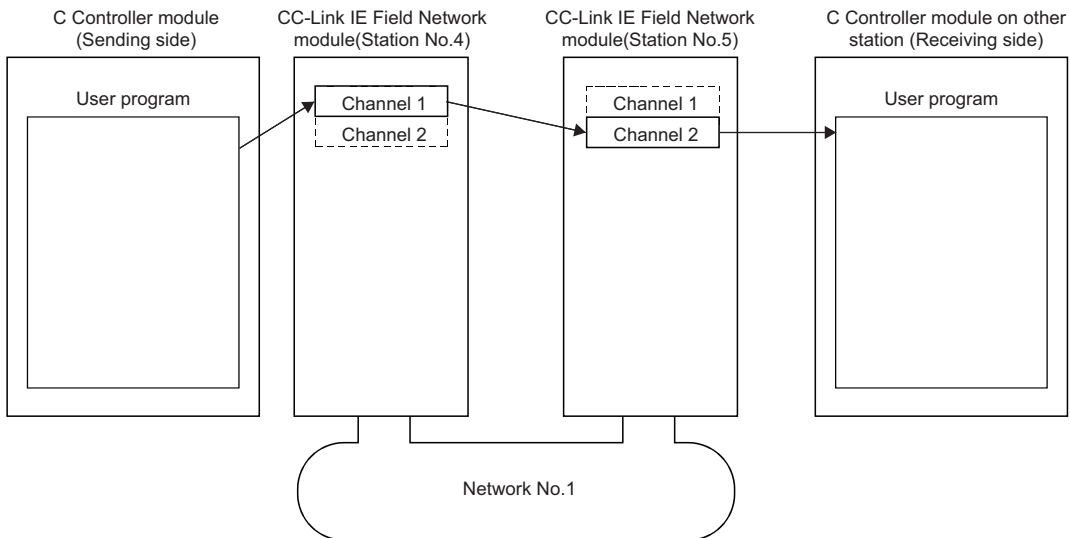 C Controller module
(Sending side)
CC-Link IE Field Network
module(Station No.4)
CC-Link IE Field Network
module(Station No.5)
C Controller module on other
station (Receiving side)
User program
Channel 1
Channel 2
Channel 1
Channel 2
User program
Network No.1